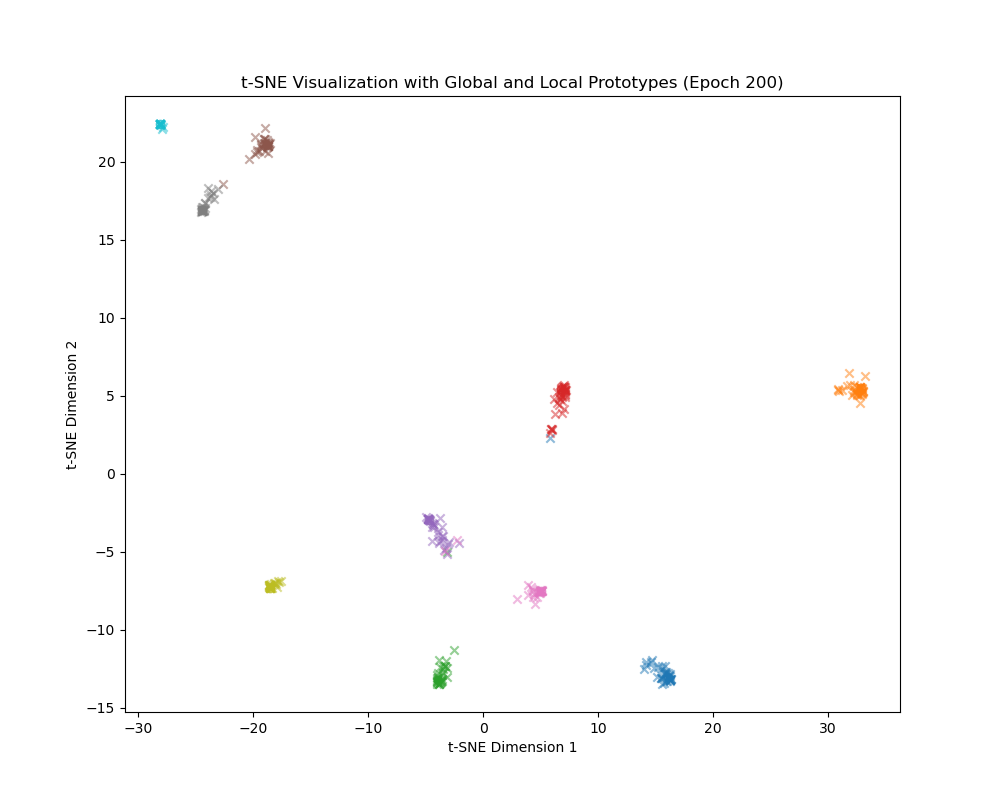 t-SNE Visualization with Global and Local Prototypes (Epoch 200)
20
15
10
5
0
−5
−10
−15
t-SNE Dimension 2
−30 −20 −10 0 10 20 30
t-SNE Dimension 1